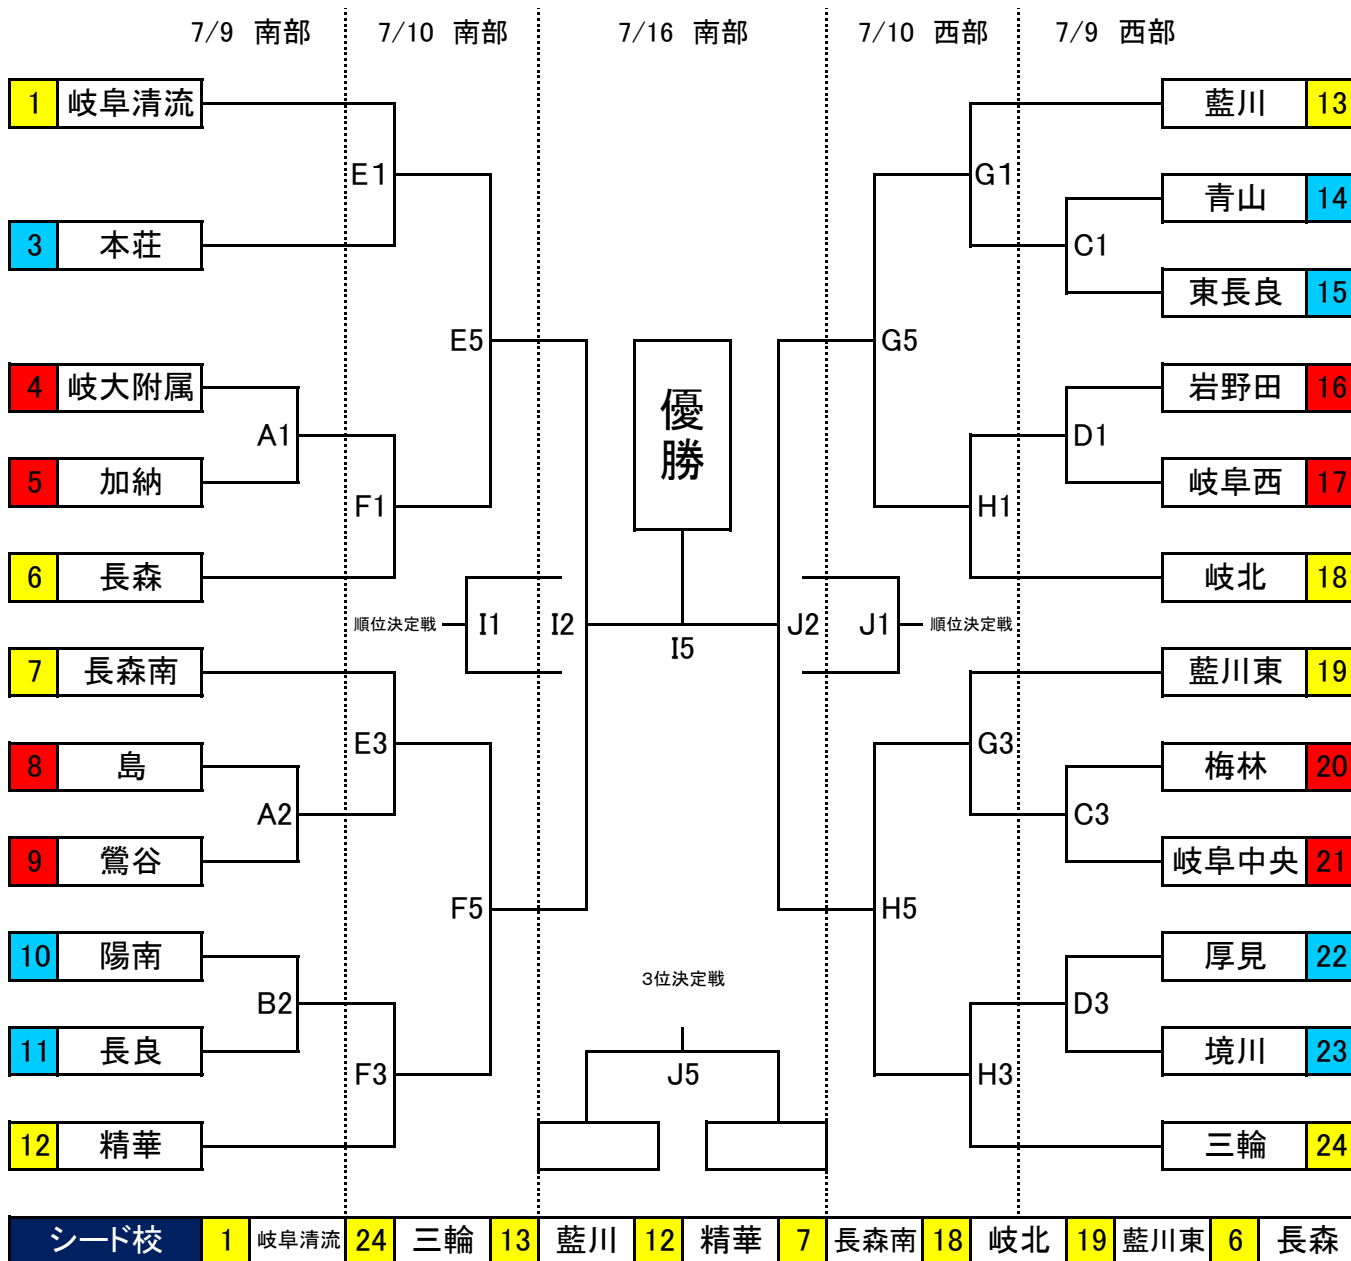 7/9 南部 7/10 南部 7/16 南部 7/10 西部 7/9 西部
1 岐阜清流 藍川 13
E1 G1
青山 14
3 本荘 C1
東長良 15
E5 G5
4 岐大附属 岩野田 16
優勝
A1 D1
5 加納 岐阜西 17
F1 H1
6 長森 岐北 18
順位決定戦 I1 I2 I5 J2 J1 順位決定戦
7 長森南 藍川東 19
E3 G3
8 島 梅林 20
A2 C3
9 鶯谷 岐阜中央 21
F5 H5
10 陽南 厚見 22
3位決定戦
B2 D3
11 長良 境川 23
F3 J5 H3
12 精華 三輪 24
シード校 1 岐阜清流 24 三輪 13 藍川 12 精華 7 長森南 18 岐北 19 藍川東 6 長森